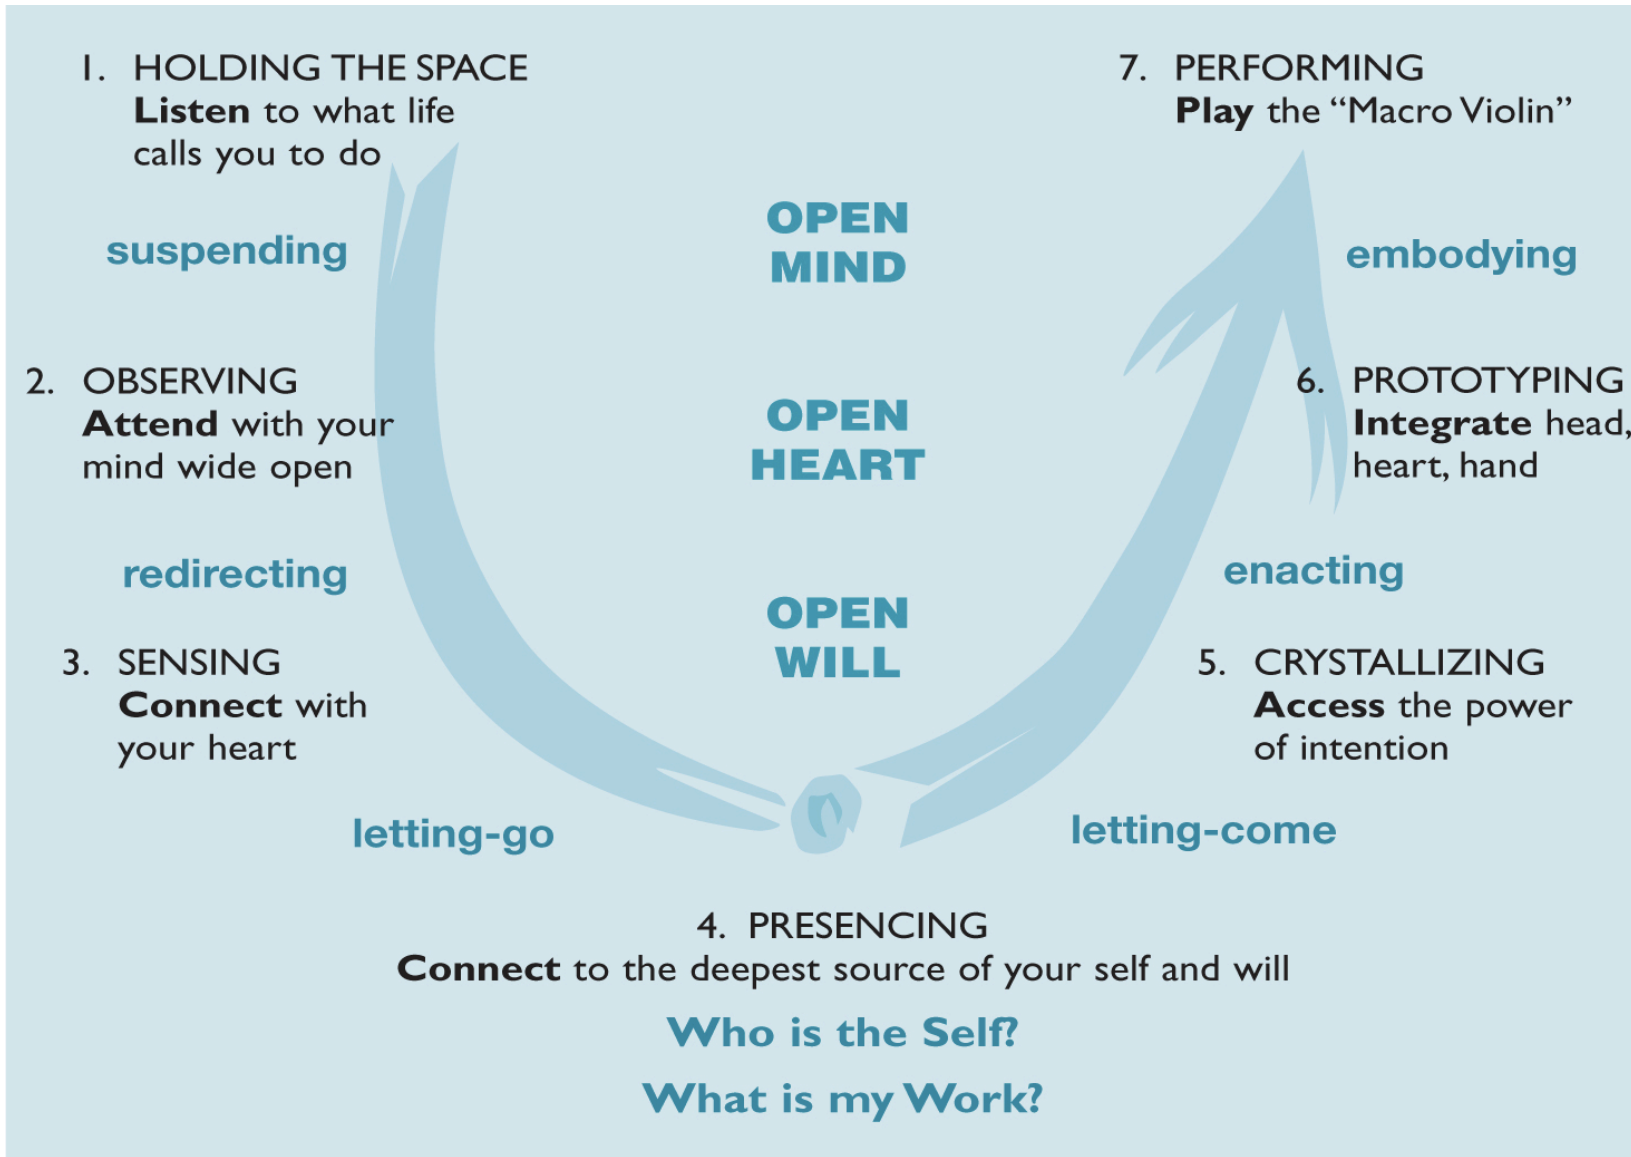 1. HOLDING THE SPACE
Listen to what life
calls you to do
suspending
2. OBSERVING
Attend with your
mind wide open
redirecting
3. SENSING
Connect with
your heart
letting-go
OPEN
MIND
OPEN
HEART
OPEN
WILL
4. PRESENCING
Connect to the deepest source of your self and will
Who is the Self?
What is my Work?
letting-come
5. CRYSTALLIZING
Access the power
of intention
enacting
6. PROTOTYPING
Integrate head,
heart, hand
embodying
7. PERFORMING
Play the “Macro Violin”